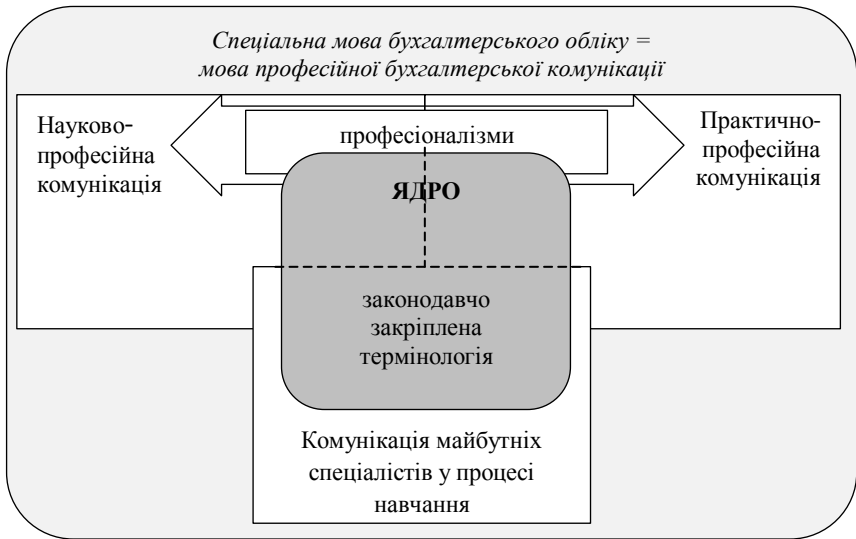 Спеціальна мова бухгалтерського обліку =
мова професійної бухгалтерської комунікації
Науково-
професійна
комунікація
професіоналізми
Практично-
професійна
комунікація
ЯДРО
законодавчо
закріплена
термінологія
Комунікація майбутніх
спеціалістів у процесі
навчання